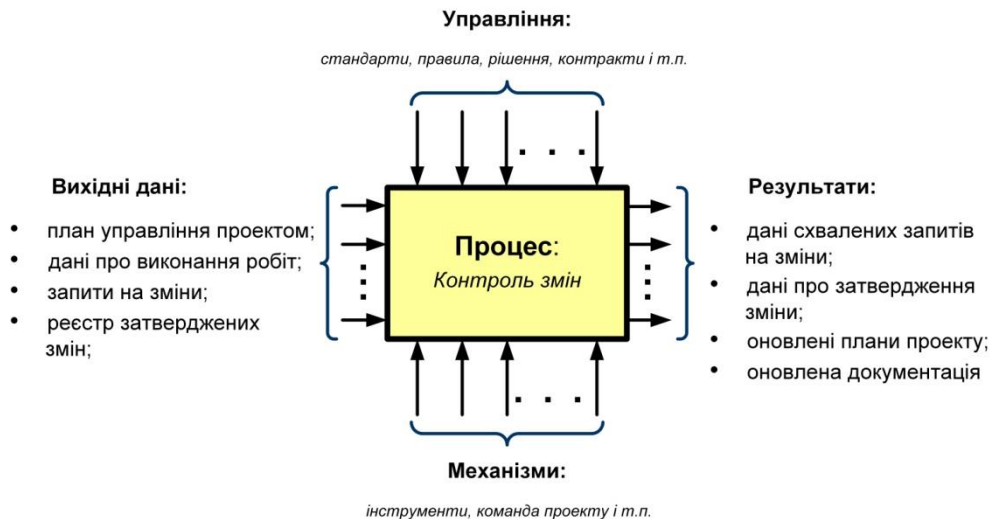 Управління:
стандарти, правила, рішення, контракти і т.п.
Вихідні дані:
• план управління проектом;
• дані про виконання робіт;
• запити на зміни;
• реєстр затверджених
змін;
Процес:
Контроль змін
Результати:
• дані схвалених запитів
на зміни;
• дані про затвердження
зміни;
• оновлені плани проекту;
• оновлена документація
Механізми:
інструменти, команда проекту і т.п.